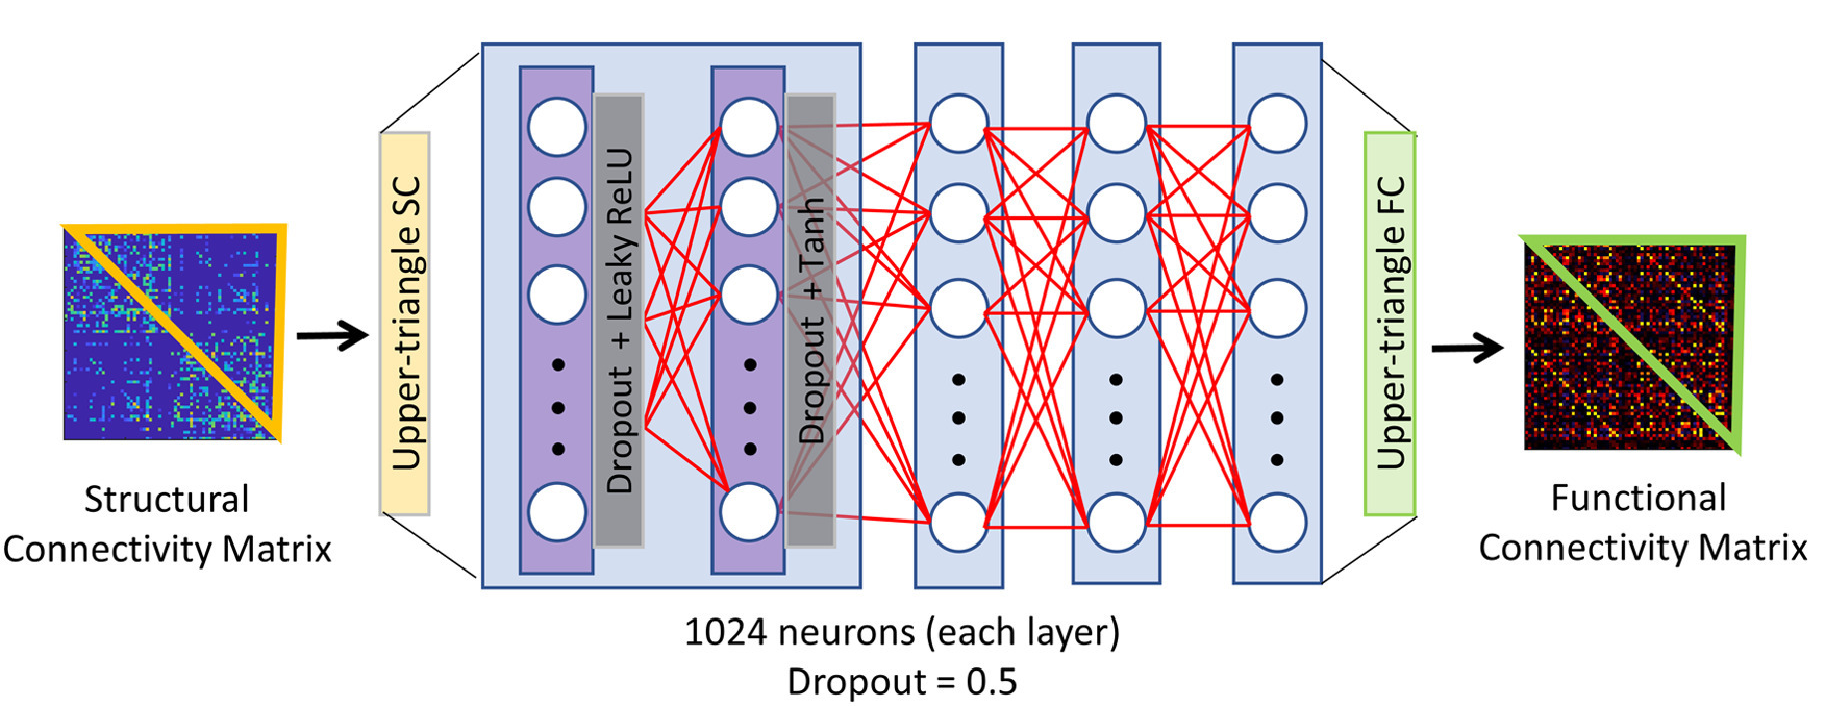 Structural
Connectivity Matrix
Upper-triangle SC
Dropout + Leaky ReLU
Dropout + Tanh
1024 neurons (each layer)
Dropout = 0.5
Upper-triangle FC
Functional
Connectivity Matrix